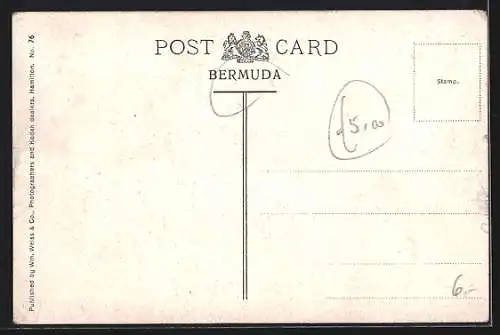 POST CARD
BERMUDA
Stamp.
£5,00
6.-
Published by Wm. Weiss & Co., Photographers and Kodak dealers, Hamilton. No. 76